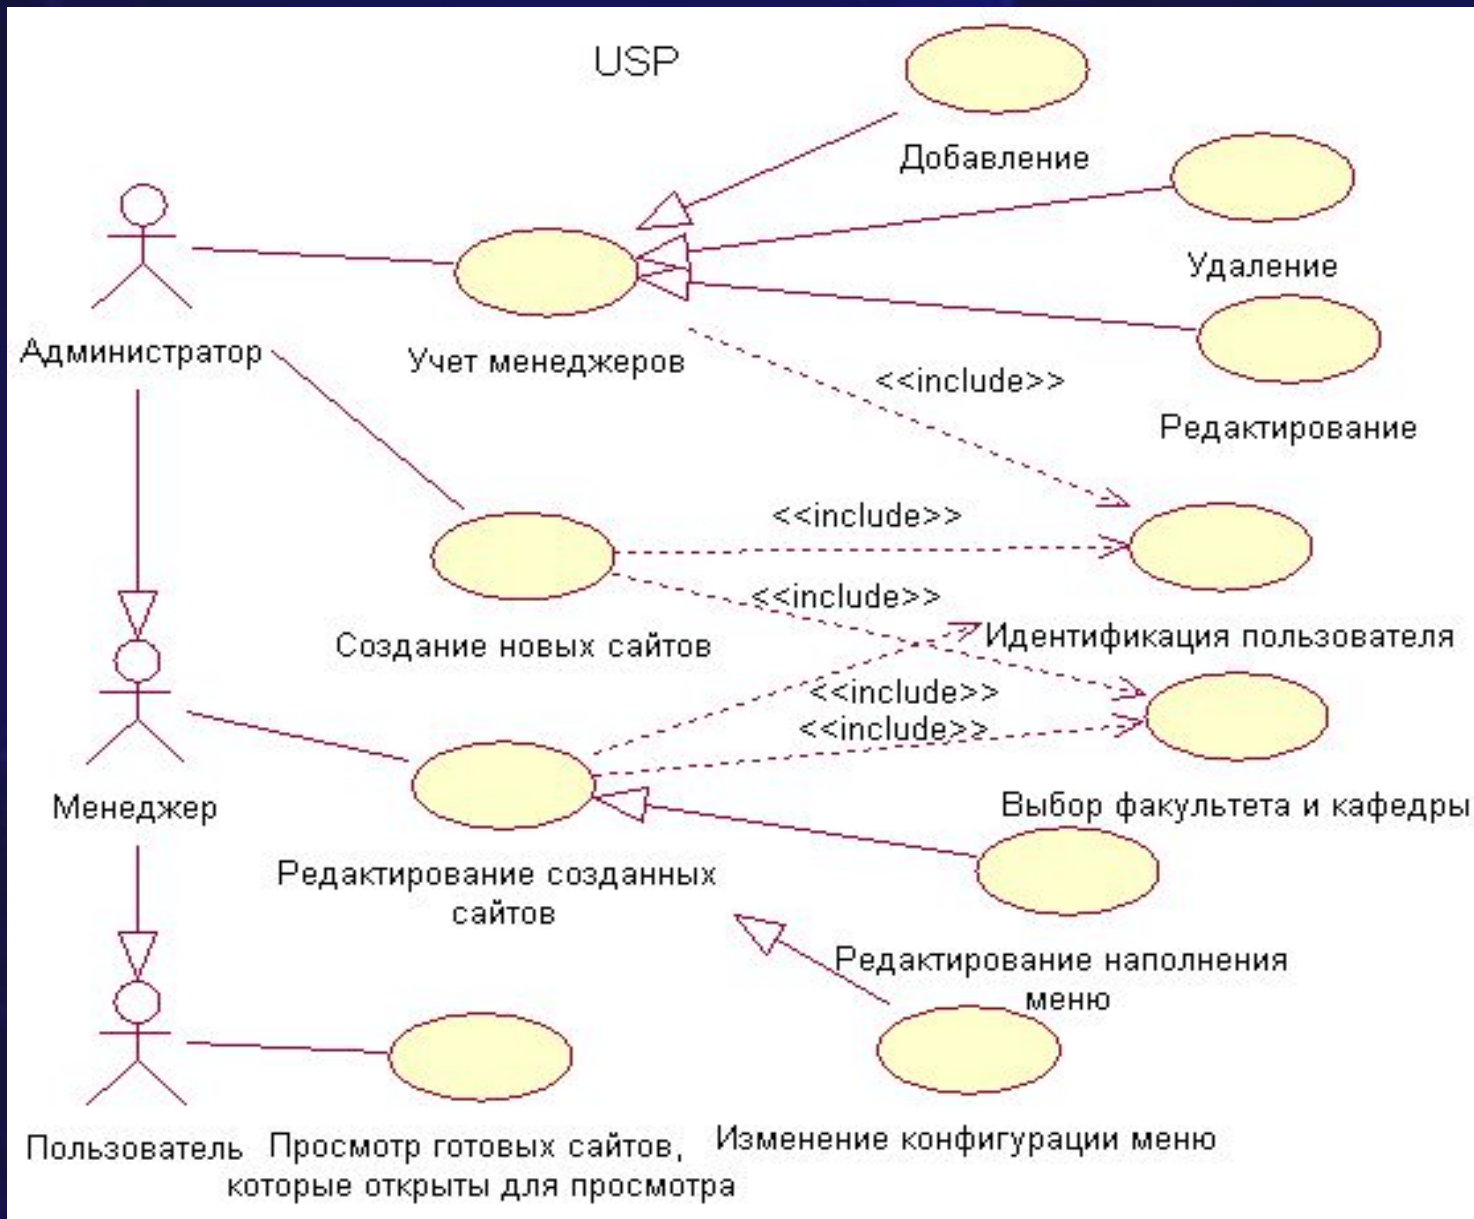 USP
Добавление
Удаление
Администратор
Учет менеджеров
<<include>>
Редактирование
<<include>>
<<include>>
Создание новых сайтов
Идентификация пользователя
<<include>>
<<include>>
Менеджер
Выбор факультета и кафедры
Редактирование созданных
сайтов
Редактирование наполнения
меню
Пользователь
Просмотр готовых сайтов,
которые открыты для просмотра
Изменение конфигурации меню